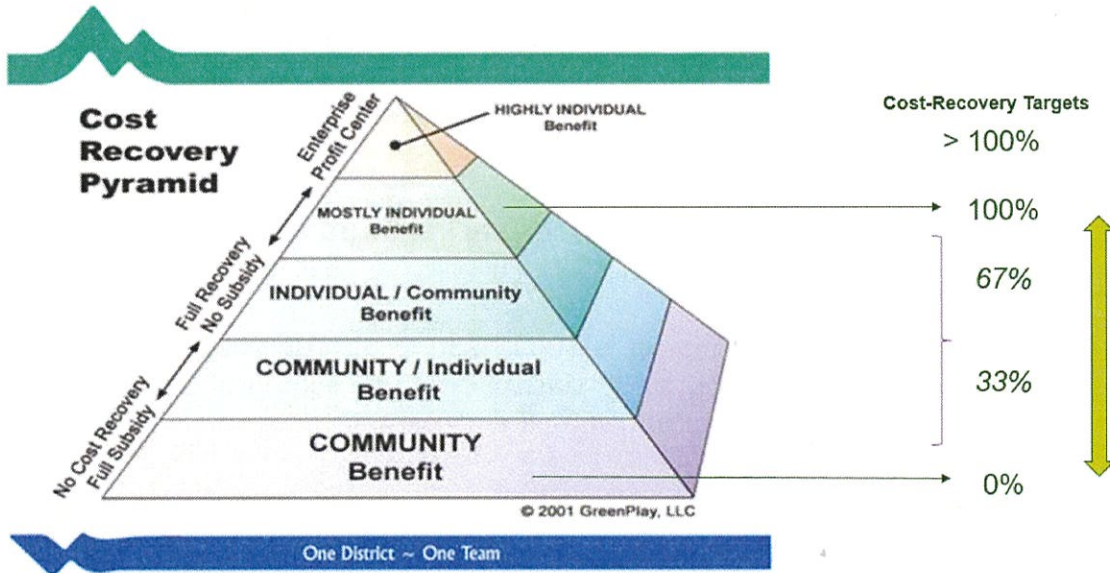 Cost
Recovery
Pyramid
Enterprise
Profit Center
Full Recovery
No Subsidy
No Cost Recovery
Full Subsidy
HIGHLY INDIVIDUAL
Benefit
MOSTLY INDIVIDUAL
Benefit
INDIVIDUAL / Community
Benefit
COMMUNITY / Individual
Benefit
COMMUNITY
Benefit
© 2001 GreenPlay, LLC
Cost-Recovery Targets
> 100%
100%
67%
33%
0%
One District ~ One Team
4